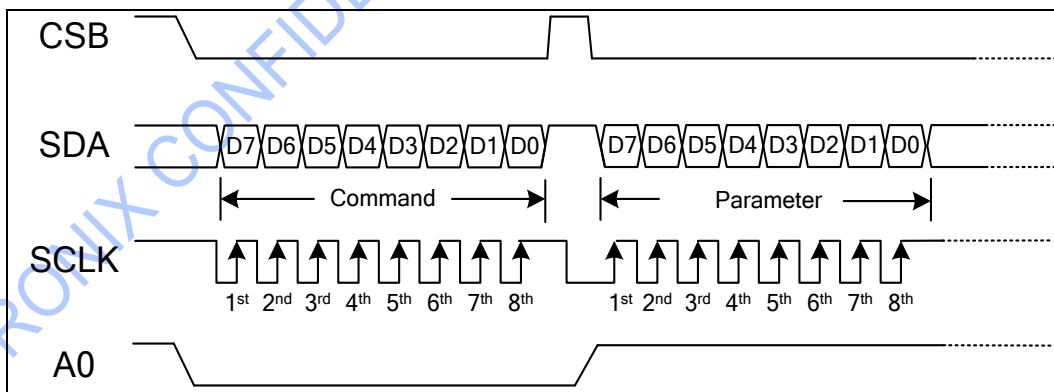 CSB
SDA
D7 D6 D5 D4 D3 D2 D1 D0 D7 D6 D5 D4 D3 D2 D1 D0
Command Parameter
SCLK
1st 2nd 3rd 4th 5th 6th 7th 8th 1st 2nd 3rd 4th 5th 6th 7th 8th
A0
RONIX CONFIDE